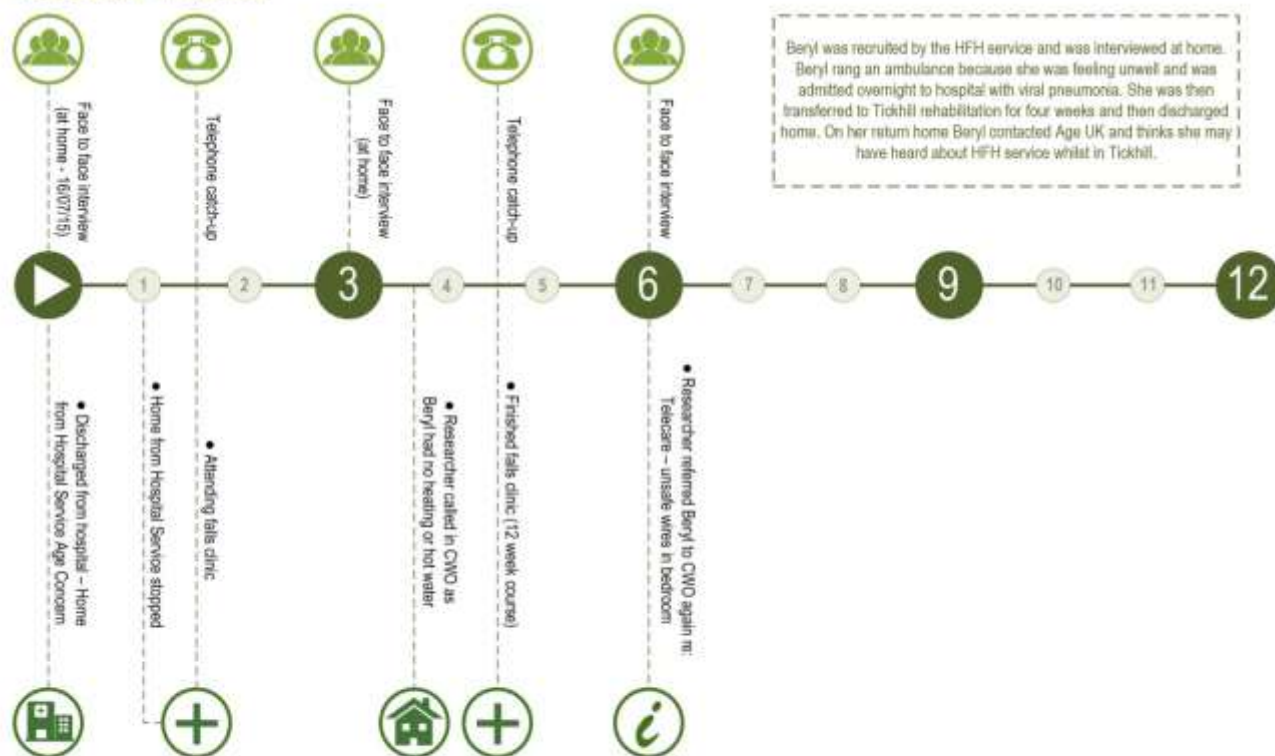 Beryl was recruited by the HFH service and was interviewed at home.
Beryl rang an ambulance because she was feeling unwell and was
admitted overnight to hospital with viral pneumonia. She was then
transferred to Tickhill rehabilitation for four weeks and then discharged
home. On her return home Beryl contacted Age UK and thinks she may
have heard about HFH service whilst in Tickhill.
Face to face interview
(at home - 16/07/15)
Telephone catch-up
Face to face interview
(at home)
Telephone catch-up
Face to face interview
1
2
3
4
5
6
7
8
9
10
11
12
• Discharged from hospital – Home
from Hospital Service Age Concern
• Home from Hospital Service stopped
• Attending falls clinic
• Researcher called in CWO as
Beryl had no heating or hot water
• Finished falls clinic (12 week course)
• Researcher referred Beryl to CWO again re:
Telecare – unsafe wires in bedroom
i